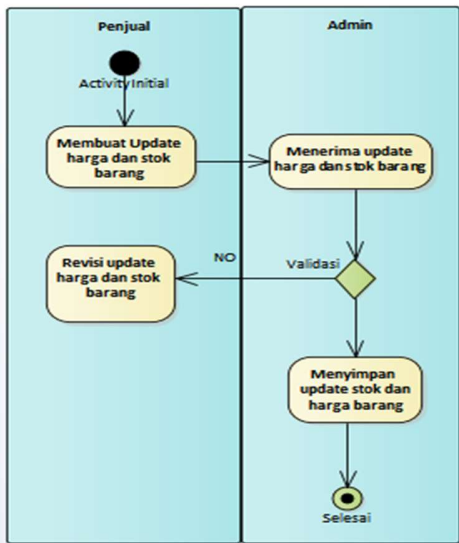 Penjual
Admin
ActivityInitial
Membuat Update
harga dan stok
barang
Menerima update
harga dan stok barang
Revisi update
harga dan stok
barang
NO
Validasi
Menyimpan
update stok dan
harga barang
Selesai